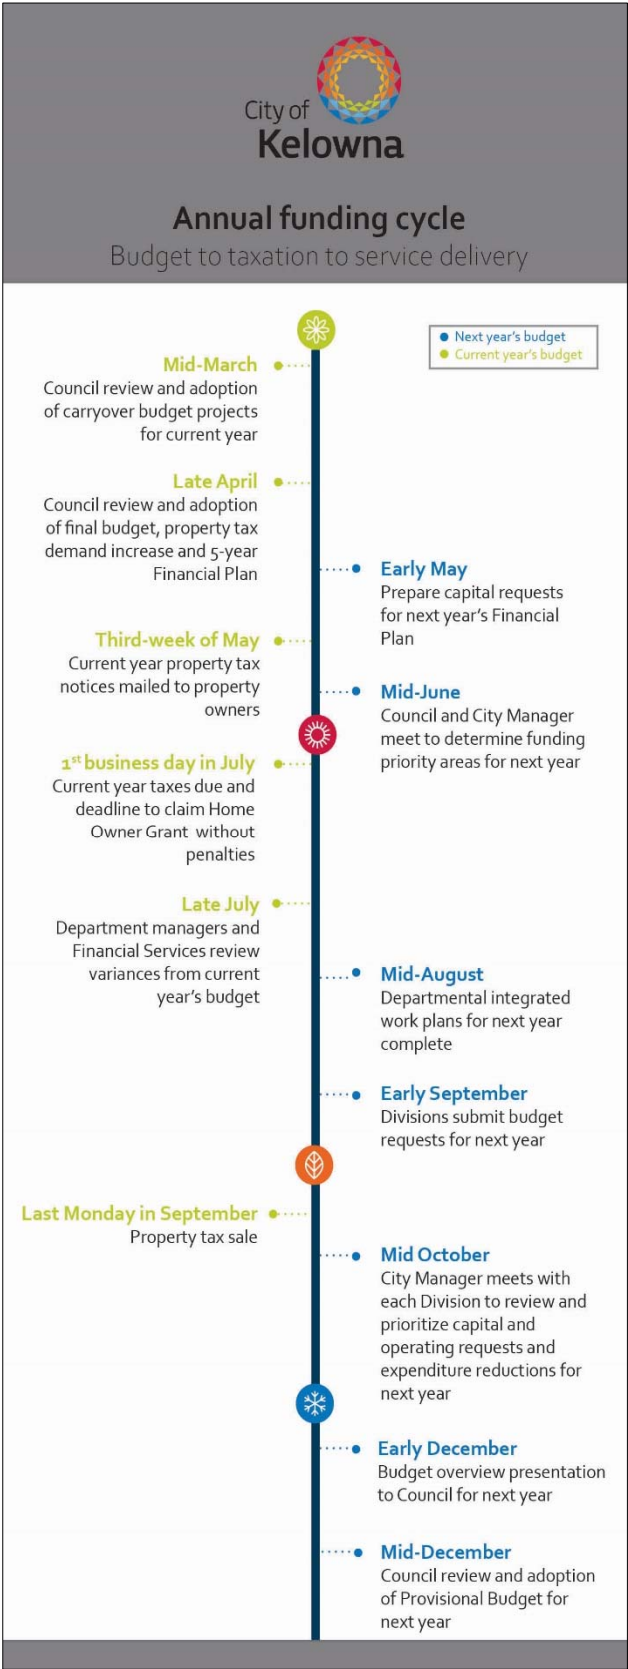 City of
Kelowna
Annual funding cycle
Budget to taxation to service delivery
Next year's budget
Current year's budget
Mid-March
Council review and adoption
of carryover budget projects
for current year
Late April
Council review and adoption
of final budget, property tax
demand increase and 5-year
Financial Plan
Early May
Prepare capital requests
for next year's Financial
Plan
Third-week of May
Current year property tax
notices mailed to property
owners
Mid-June
Council and City Manager
meet to determine funding
priority areas for next year
1st business day in July
Current year taxes due and
deadline to claim Home
Owner Grant without
penalties
Late July
Department managers and
Financial Services review
variances from current
year's budget
Mid-August
Departmental integrated
work plans for next year
complete
Early September
Divisions submit budget
requests for next year
Last Monday in September
Property tax sale
Mid October
City Manager meets with
each Division to review and
prioritize capital and
operating requests and
expenditure reductions for
next year
Early December
Budget overview presentation
to Council for next year
Mid-December
Council review and adoption
of Provisional Budget for
next year